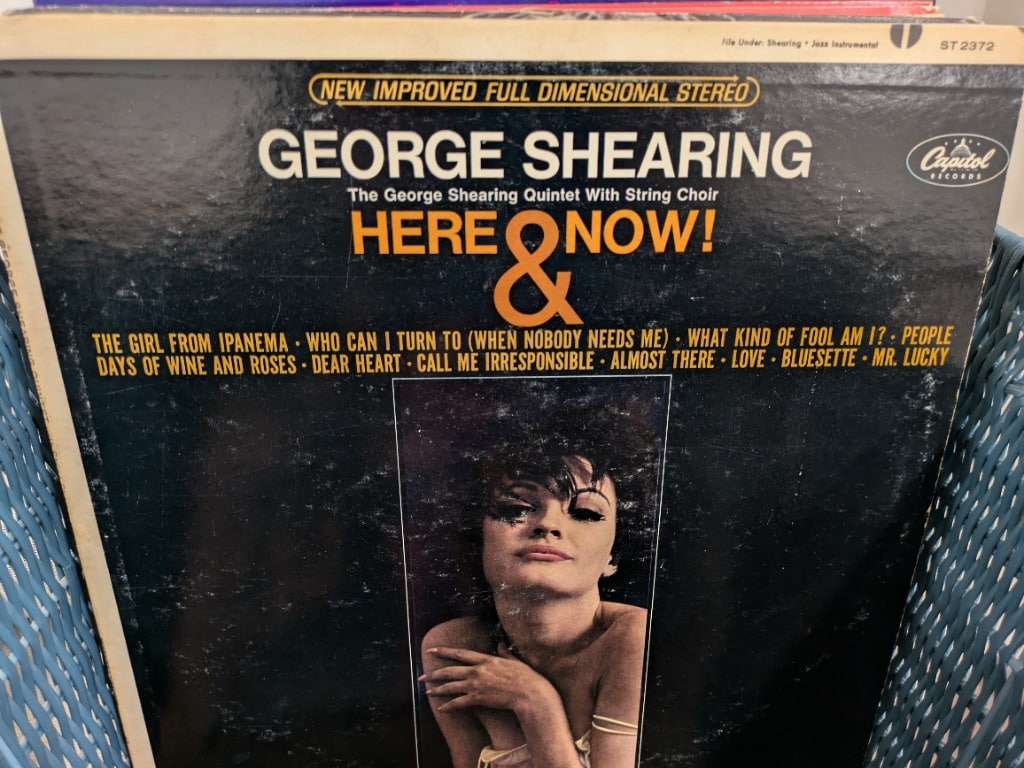 File Under: Shearing • Jazz Instrumental
ST 2372
NEW IMPROVED FULL DIMENSIONAL STEREO
GEORGE SHEARING
Capitol
RECORDS
The George Shearing Quintet With String Choir
HERE & NOW!
THE GIRL FROM IPANEMA · WHO CAN I TURN TO (WHEN NOBODY NEEDS ME) · WHAT KIND OF FOOL AM I? · PEOPLE
DAYS OF WINE AND ROSES · DEAR HEART · CALL ME IRRESPONSIBLE · ALMOST THERE · LOVE · BLUESETTE · MR. LUCKY